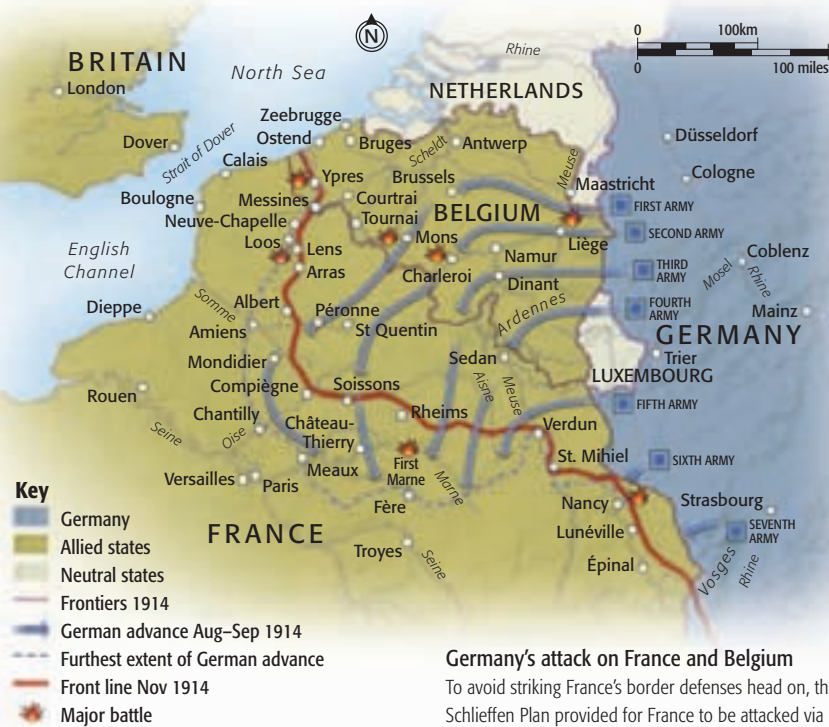 N
0 100km
0 100 miles
BRITAIN
London
North Sea
Rhine
NETHERLANDS
Zeebrugge
Ostend
Bruges
Scheldt
Antwerp
Dover
Strait of Dover
Calais
Meuse
Düsseldorf
Cologne
Ypres
Brussels
Maastricht
Boulogne
Messines
Courtrai
FIRST ARMY
Neuve-Chapelle
Tournai
BELGIUM
SECOND ARMY
Loos
Lens
Mons
Namur
Liège
English
Channel
Arras
Charleroi
Dinant
THIRD
ARMY
Coblenz
Mosel
Rhine
Dieppe
Somme
Albert
Péronne
Ardennes
FOURTH
ARMY
Mainz
Amiens
St Quentin
GERMANY
Mondidier
Sedan
Trier
LUXEMBOURG
Rouen
Compiègne
Soissons
Aisne
Meuse
FIFTH ARMY
Chantilly
Rheims
Seine
Oise
Château-
Thierry
Verdun
First
Marne
St. Mihiel
SIXTH ARMY
Versailles
Paris
Meaux
Marne
Fère
Nancy
Strasbourg
FRANCE
Lunéville
SEVENTH
ARMY
Troyes
Seine
Épinal
Vosges
Rhine
Key
Germany
Allied states
Neutral states
Frontiers 1914
German advance Aug–Sep 1914
Furthest extent of German advance
Front line Nov 1914
Major battle
Germany's attack on France and Belgium
To avoid striking France's border defenses head on, th
Schlieffen Plan provided for France to be attacked via